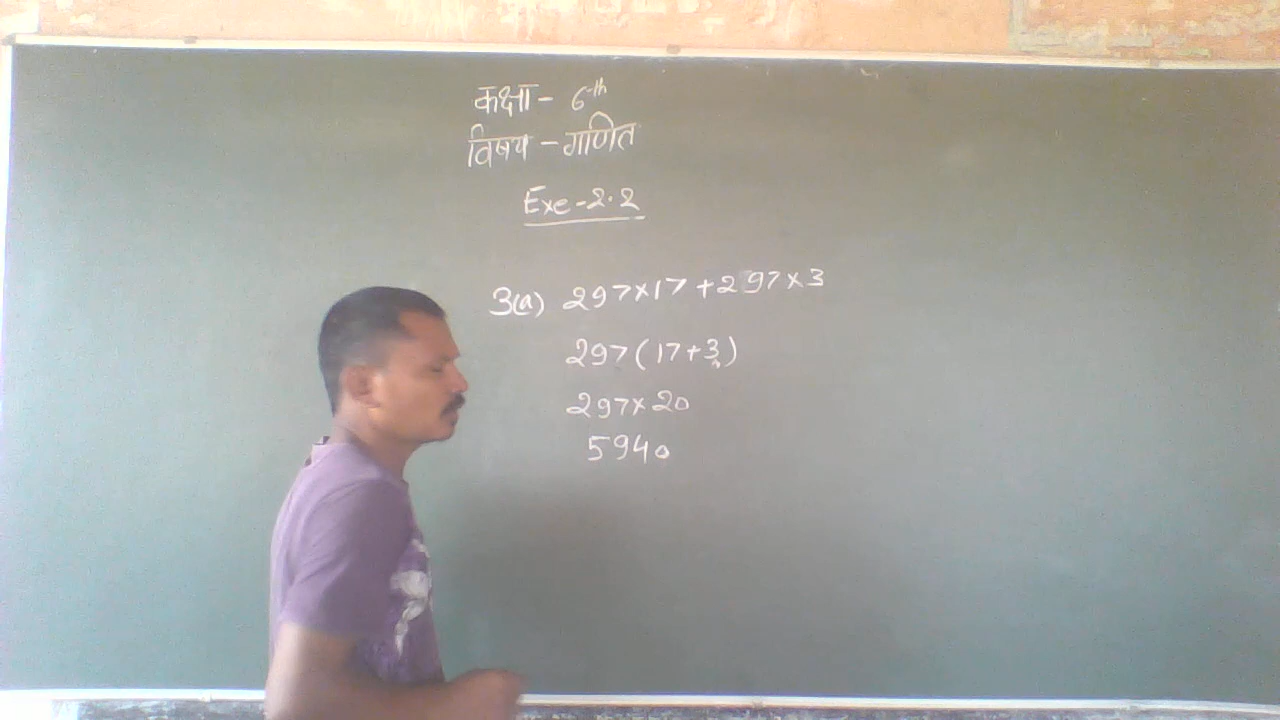 कक्षा - 6th
विषय - गणित
Exe - 2.2
3(a) 297×17 + 297×3
297(17+3)
297×20
5940